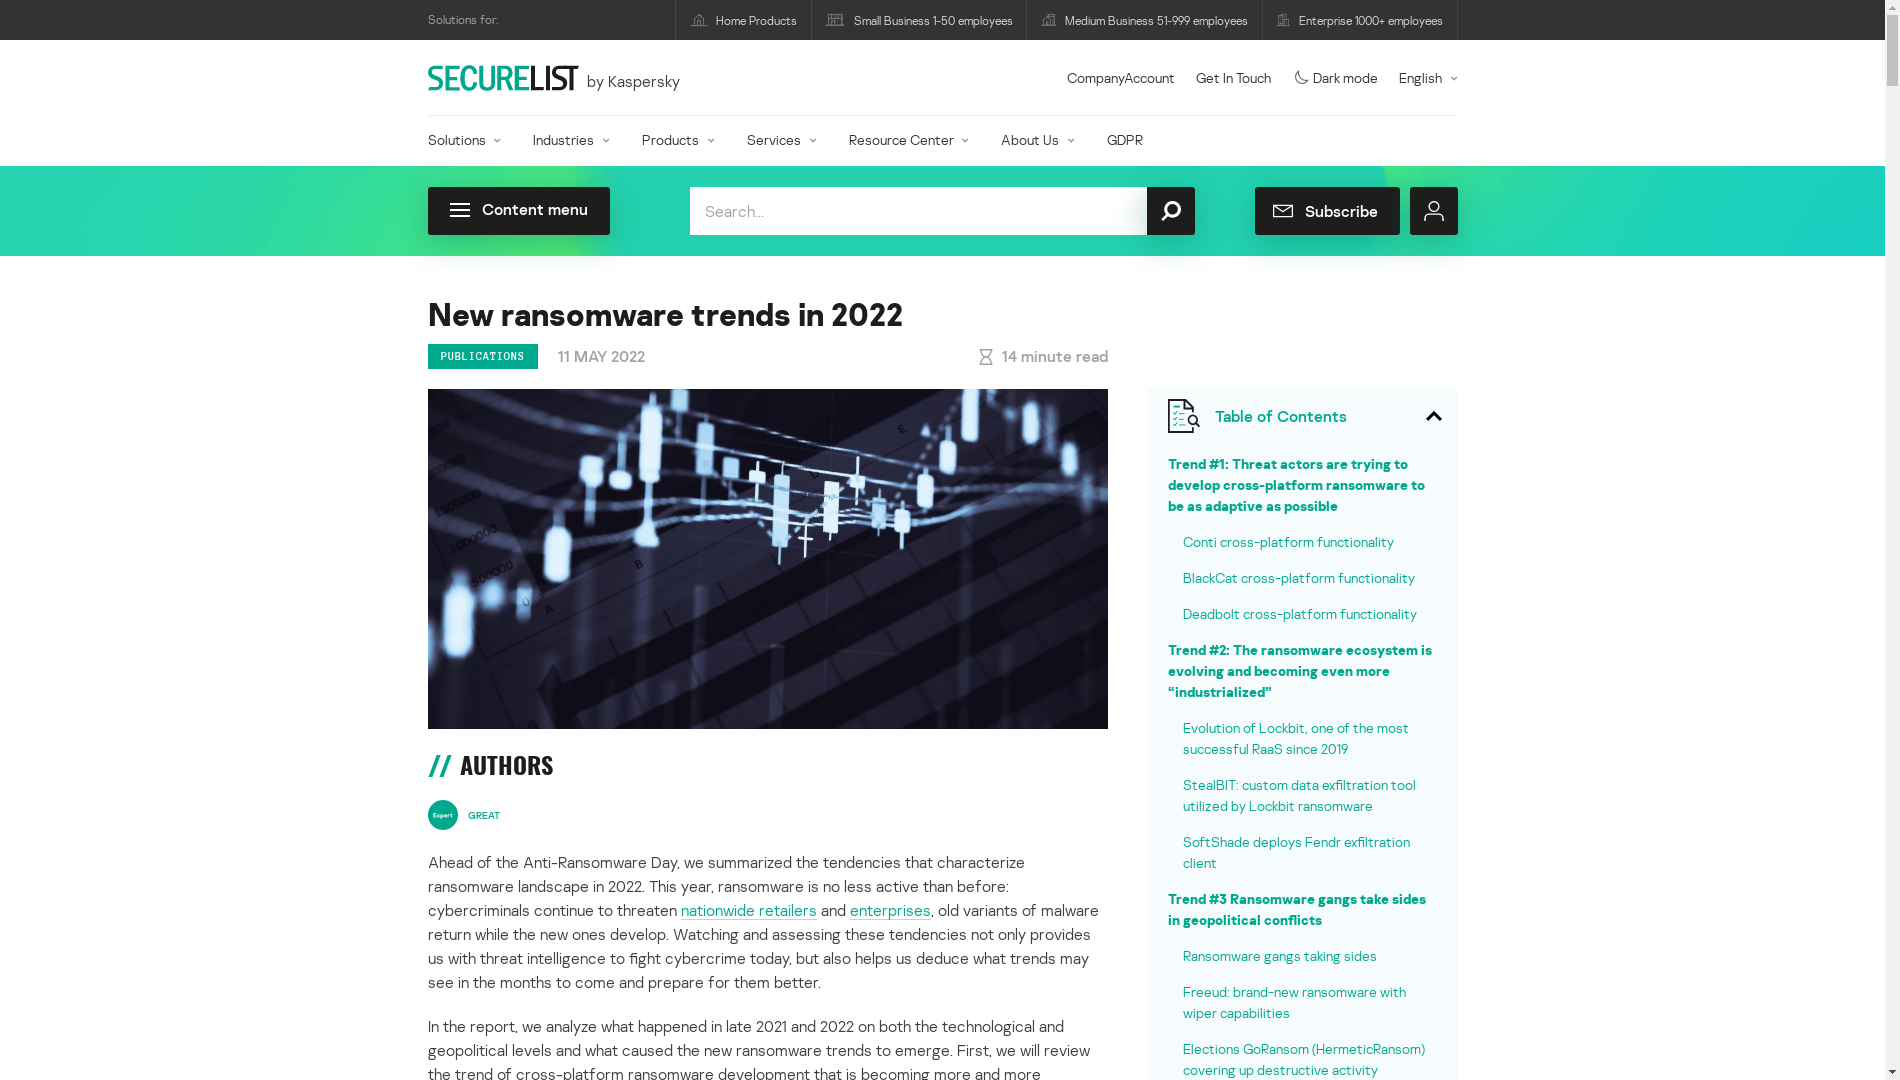 Solutions for:
Home Products
Small Business 1-50 employees
Medium Business 51-999 employees
Enterprise 1000+ employees
SECURELIST by Kaspersky
CompanyAccount
Get In Touch
Dark mode
English
Solutions
Industries
Products
Services
Resource Center
About Us
GDPR
Content menu
Search...
Subscribe
New ransomware trends in 2022
PUBLICATIONS
11 MAY 2022
14 minute read
1500000
1000000
500000
0
A
B
E
G
// AUTHORS
Expert
GREAT
Ahead of the Anti-Ransomware Day, we summarized the tendencies that characterize
ransomware landscape in 2022. This year, ransomware is no less active than before:
cybercriminals continue to threaten nationwide retailers and enterprises, old variants of malware
return while the new ones develop. Watching and assessing these tendencies not only provides
us with threat intelligence to fight cybercrime today, but also helps us deduce what trends may
see in the months to come and prepare for them better.
In the report, we analyze what happened in late 2021 and 2022 on both the technological and
geopolitical levels and what caused the new ransomware trends to emerge. First, we will review
the trend of cross-platform ransomware development that is becoming more and more
Table of Contents
Trend #1: Threat actors are trying to
develop cross-platform ransomware to
be as adaptive as possible
Conti cross-platform functionality
BlackCat cross-platform functionality
Deadbolt cross-platform functionality
Trend #2: The ransomware ecosystem is
evolving and becoming even more
“industrialized”
Evolution of Lockbit, one of the most
successful RaaS since 2019
StealBIT: custom data exfiltration tool
utilized by Lockbit ransomware
SoftShade deploys Fendr exfiltration
client
Trend #3 Ransomware gangs take sides
in geopolitical conflicts
Ransomware gangs taking sides
Freeud: brand-new ransomware with
wiper capabilities
Elections GoRansom (HermeticRansom)
covering up destructive activity